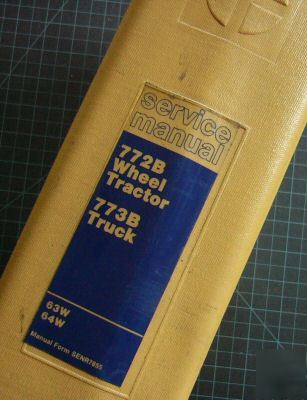 service
manual
772B
Wheel
Tractor
773B
Truck
63W
64W
Manual Form SENR7855